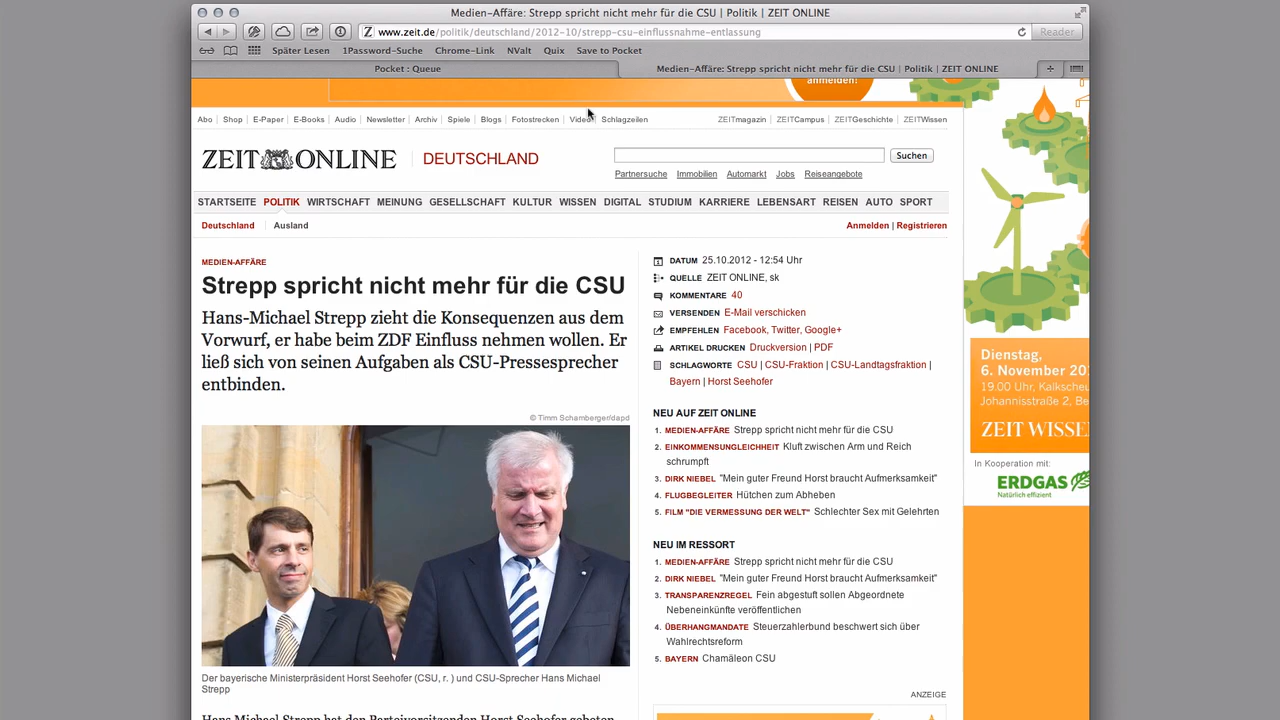 Medien-Affäre: Strepp spricht nicht mehr für die CSU | Politik | ZEIT ONLINE
www.zeit.de/politik/deutschland/2012-10/strepp-csu-einflussnahme-entlassung
Reader
Später Lesen 1Password-Suche Chrome-Link NVAlt Quix Save to Pocket
Pocket : Queue
Medien-Affäre: Strepp spricht nicht mehr für die CSU | Politik | ZEIT ONLINE
anmelden!
Abo Shop E-Paper E-Books Audio Newsletter Archiv Spiele Blogs Fotostrecken Video Schlagzeilen
ZEITmagazin ZEITCampus ZEITGeschichte ZEITWissen
ZEIT ONLINE DEUTSCHLAND
Suchen
Partnersuche Immobilien Automarkt Jobs Reiseangebote
STARTSEITE POLITIK WIRTSCHAFT MEINUNG GESELLSCHAFT KULTUR WISSEN DIGITAL STUDIUM KARRIERE LEBENSART REISEN AUTO SPORT
Deutschland Ausland
Anmelden | Registrieren
MEDIEN-AFFÄRE
Strepp spricht nicht mehr für die CSU
Hans-Michael Strepp zieht die Konsequenzen aus dem
Vorwurf, er habe beim ZDF Einfluss nehmen wollen. Er
ließ sich von seinen Aufgaben als CSU-Pressesprecher
entbinden.
© Timm Schamberger/dapd
Der bayerische Ministerpräsident Horst Seehofer (CSU, r. ) und CSU-Sprecher Hans Michael
Strepp
Hans Michael Strepp hat den Parteivorsitzenden Horst Seehofer gebeten
DATUM 25.10.2012 - 12:54 Uhr
QUELLE ZEIT ONLINE, sk
KOMMENTARE 40
VERSENDEN E-Mail verschicken
EMPFEHLEN Facebook, Twitter, Google+
ARTIKEL DRUCKEN Druckversion | PDF
SCHLAGWORTE CSU | CSU-Fraktion | CSU-Landtagsfraktion |
Bayern | Horst Seehofer
NEU AUF ZEIT ONLINE
1. MEDIEN-AFFÄRE Strepp spricht nicht mehr für die CSU
2. EINKOMMENSUNGLEICHHEIT Kluft zwischen Arm und Reich
schrumpft
3. DIRK NIEBEL "Mein guter Freund Horst braucht Aufmerksamkeit"
4. FLUGBEGLEITER Hütchen zum Abheben
5. FILM "DIE VERMESSUNG DER WELT" Schlechter Sex mit Gelehrten
NEU IM RESSORT
1. MEDIEN-AFFÄRE Strepp spricht nicht mehr für die CSU
2. DIRK NIEBEL "Mein guter Freund Horst braucht Aufmerksamkeit"
3. TRANSPARENZREGEL Fein abgestuft sollen Abgeordnete
Nebeneinkünfte veröffentlichen
4. ÜBERHANGMANDATE Steuerzahlerbund beschwert sich über
Wahlrechtsreform
5. BAYERN Chamäleon CSU
ANZEIGE
Dienstag,
6. November 20
19.00 Uhr, Kalkscheu
Johannisstraße 2, Be
ZEIT WISSE
In Kooperation mit:
ERDGAS
Natürlich effizient